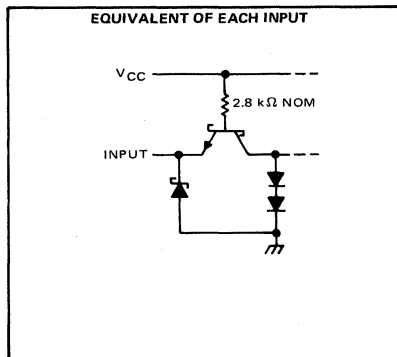 EQUIVALENT OF EACH INPUT
VCC
2.8 kΩ NOM
INPUT